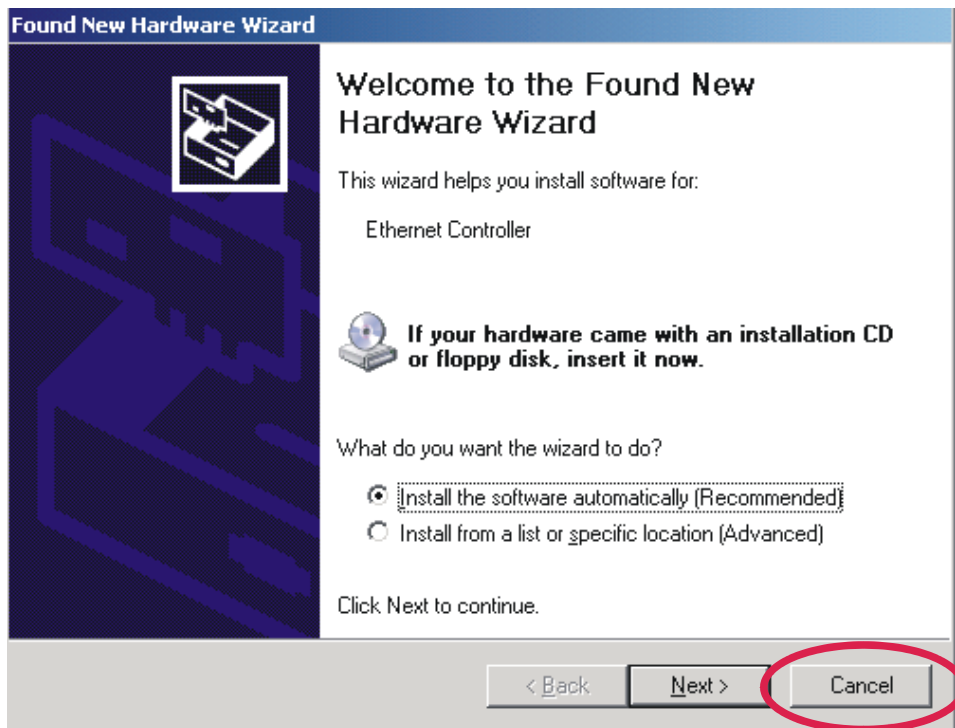 Found New Hardware Wizard
Welcome to the Found New
Hardware Wizard
This wizard helps you install software for:
Ethernet Controller
If your hardware came with an installation CD
or floppy disk, insert it now.
What do you want the wizard to do?
Install the software automatically (Recommended)
Install from a list or specific location (Advanced)
Click Next to continue.
< Back Next > Cancel